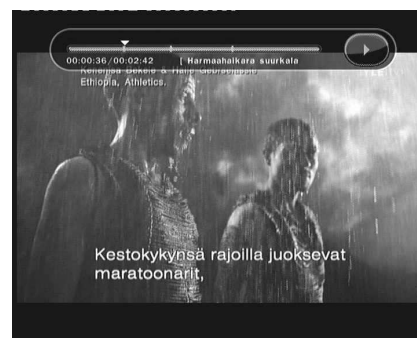 00:00:36/00:02:42 | Harmaahaikara suurkala
Kenenisa Bekele & Haile Gebrselassie
Ethiopia, Athletics.
Kestokykynsä rajoilla juoksevat
maratoonarit,